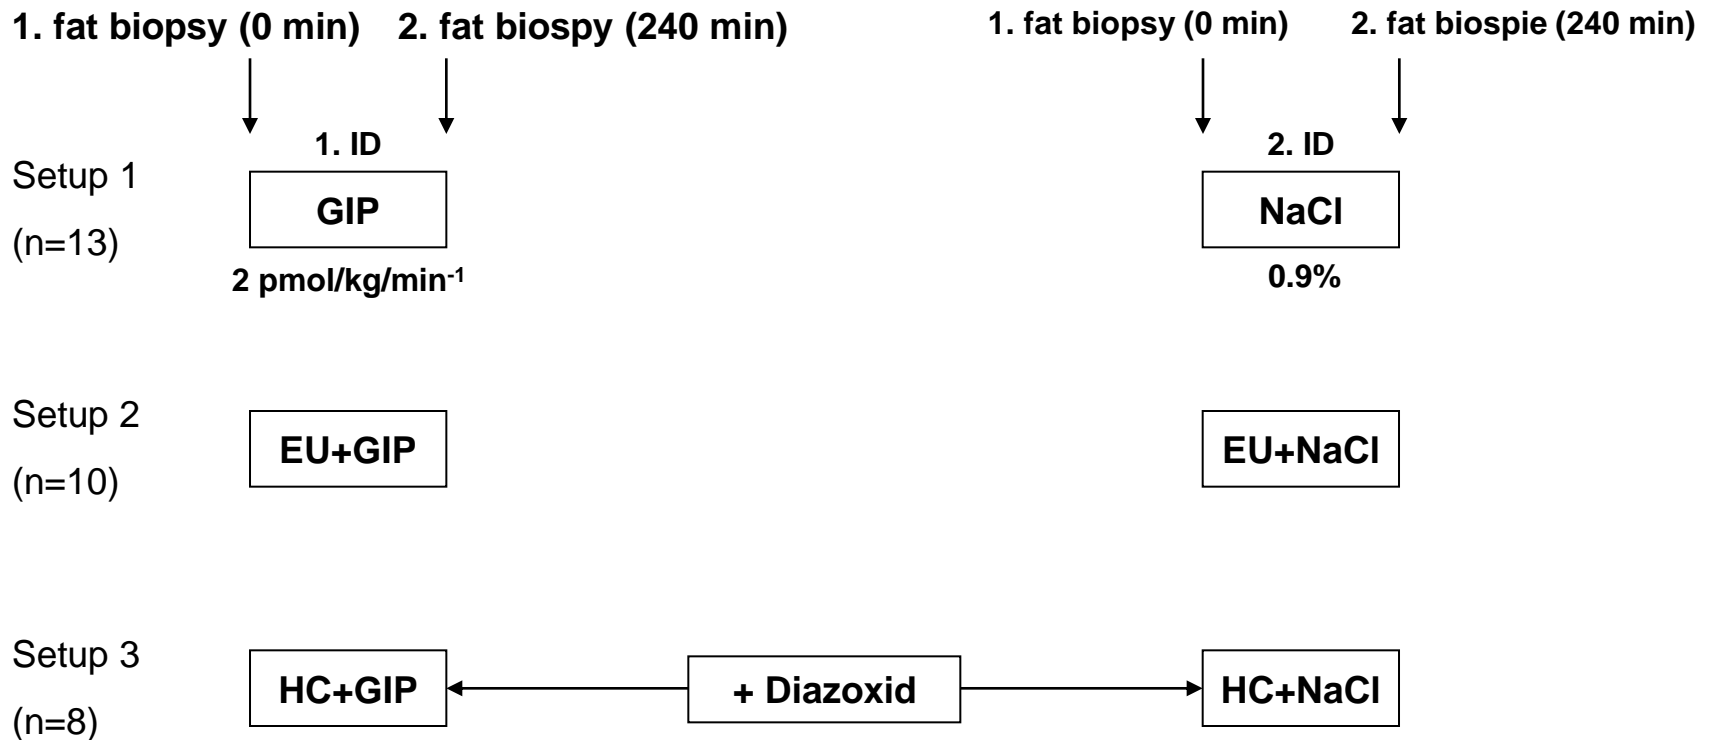 1. fat biopsy (0 min) 2. fat biospy (240 min) 1. fat biopsy (0 min) 2. fat biospie (240 min)
1. ID 2. ID
Setup 1
GIP NaCl
(n=13)
2 pmol/kg/min-1 0.9%
Setup 2
EU+GIP EU+NaCl
(n=10)
Setup 3
HC+GIP + Diazoxid HC+NaCl
(n=8)